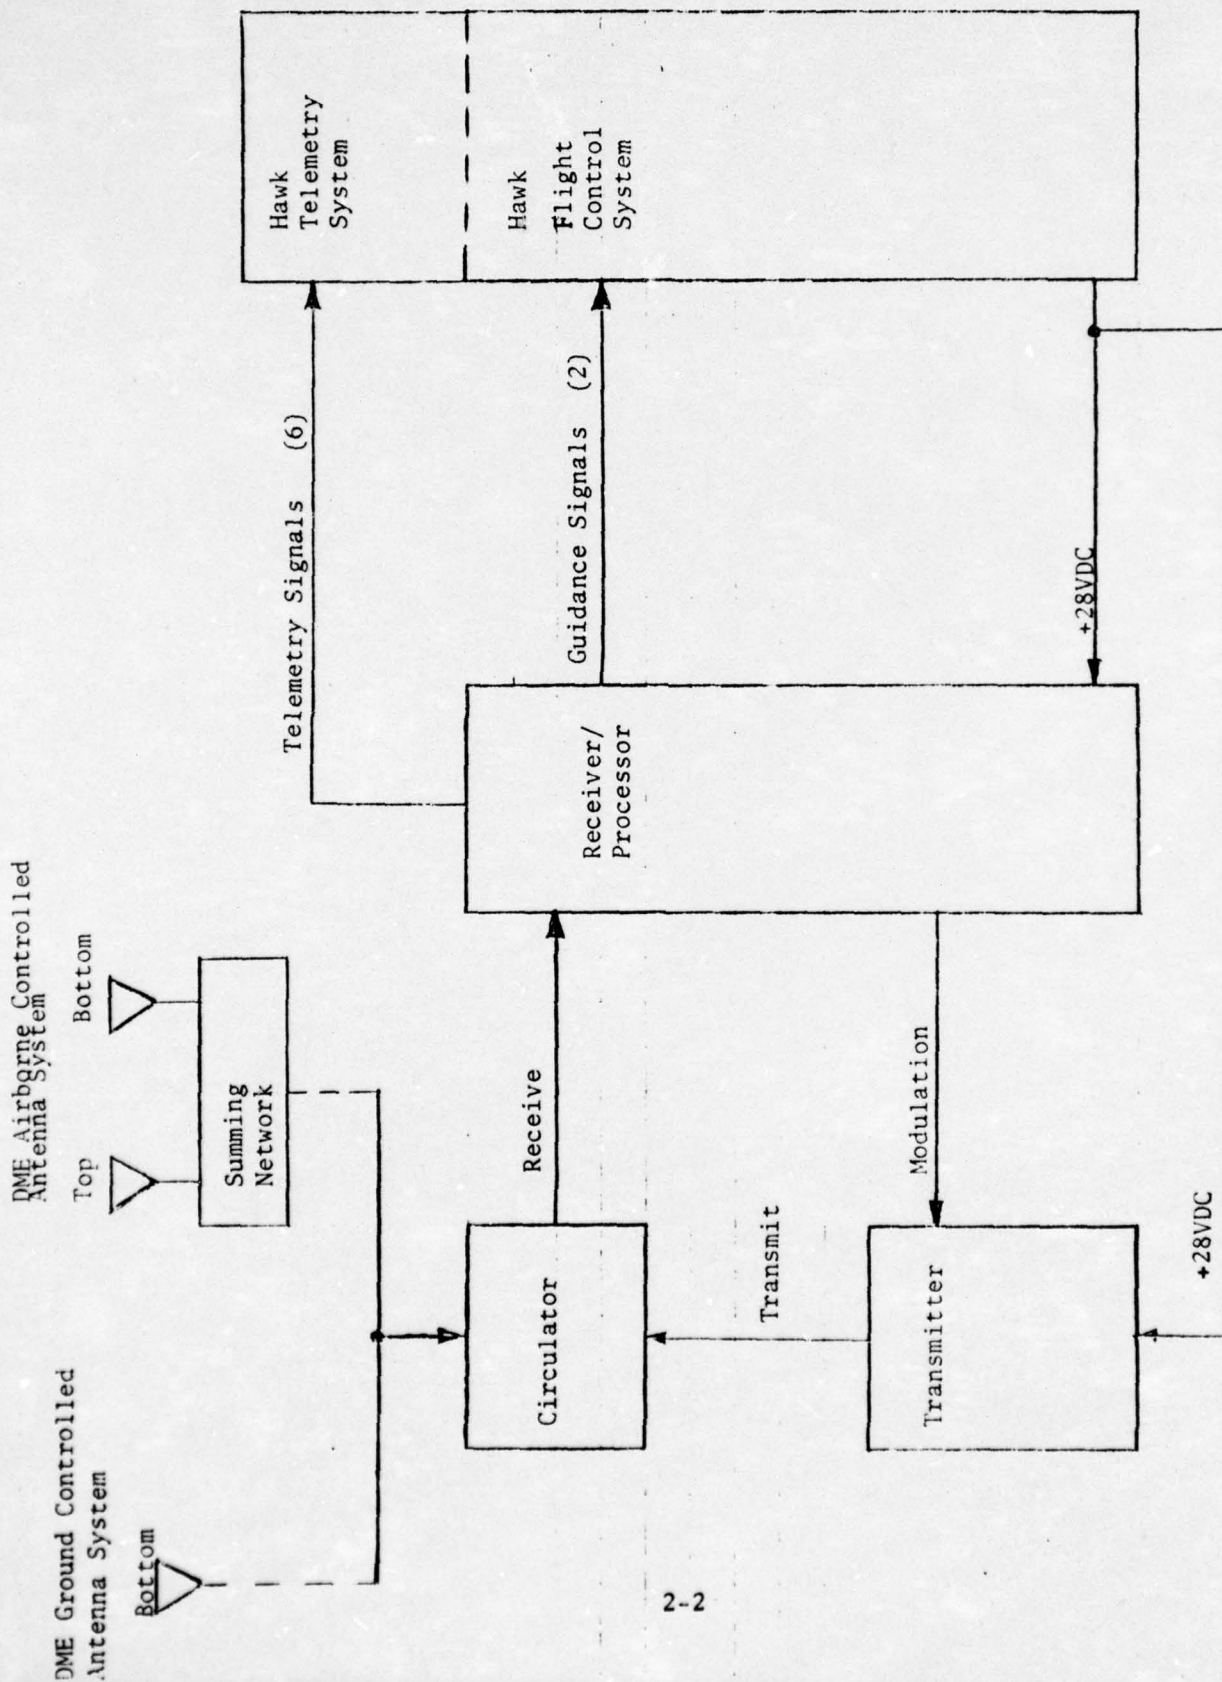 DME Ground Controlled
Antenna System
Bottom
DME Airborne Controlled
Antenna System
Top
Bottom
Summing
Network
Circulator
Receive
Transmit
Transmitter
Modulation
+28VDC
Receiver/
Processor
Telemetry Signals (6)
Guidance Signals (2)
+28VDC
Hawk
Telemetry
System
Hawk
Flight
Control
System
2-2